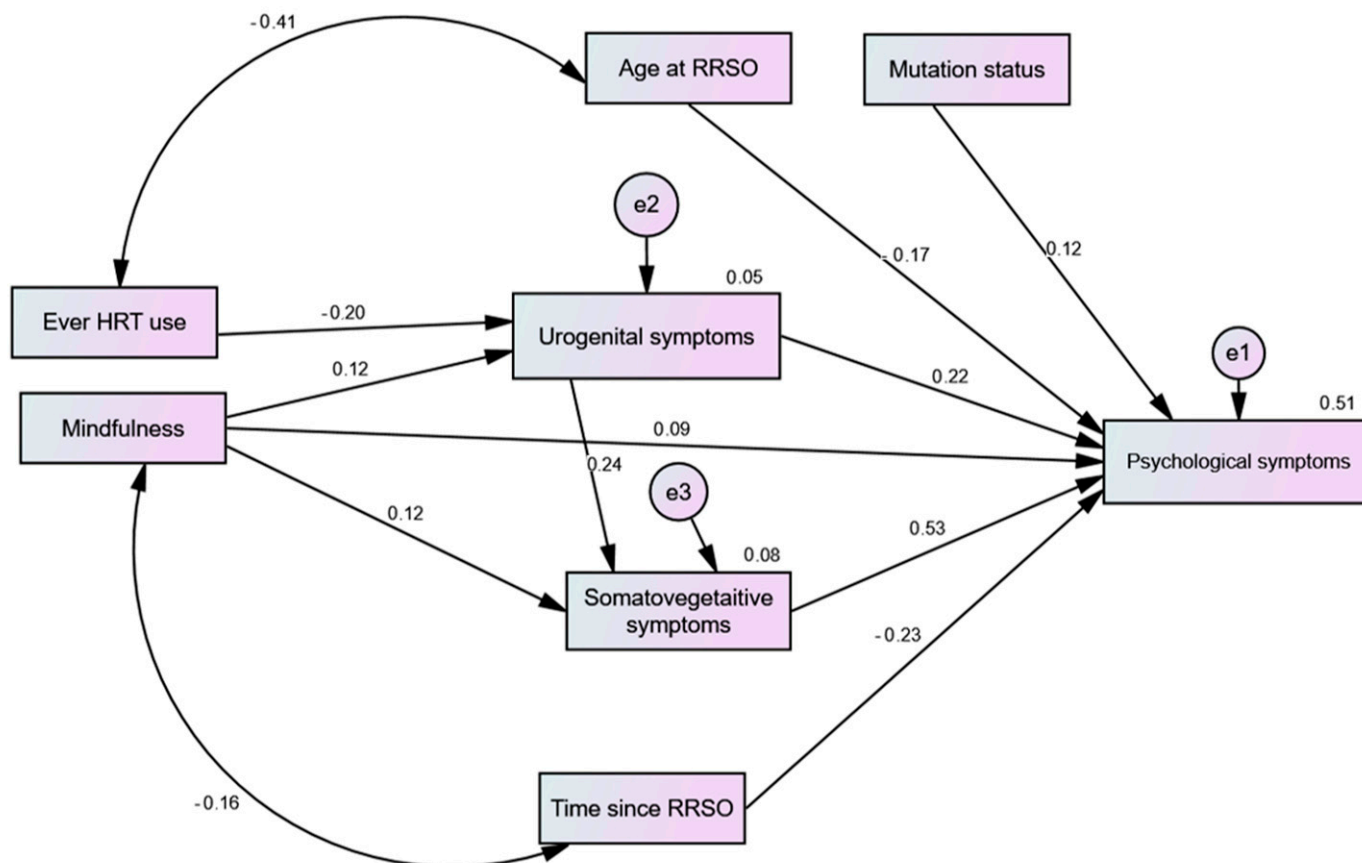 -0.41
Age at RRSO
Mutation status
e2
-0.17
0.12
0.05
Ever HRT use
-0.20
Urogenital symptoms
e1
0.12
0.22
0.51
Mindfulness
0.09
Psychological symptoms
0.24
e3
0.12
0.53
0.08
Somatovegetaitive
symptoms
-0.23
-0.16
Time since RRSO